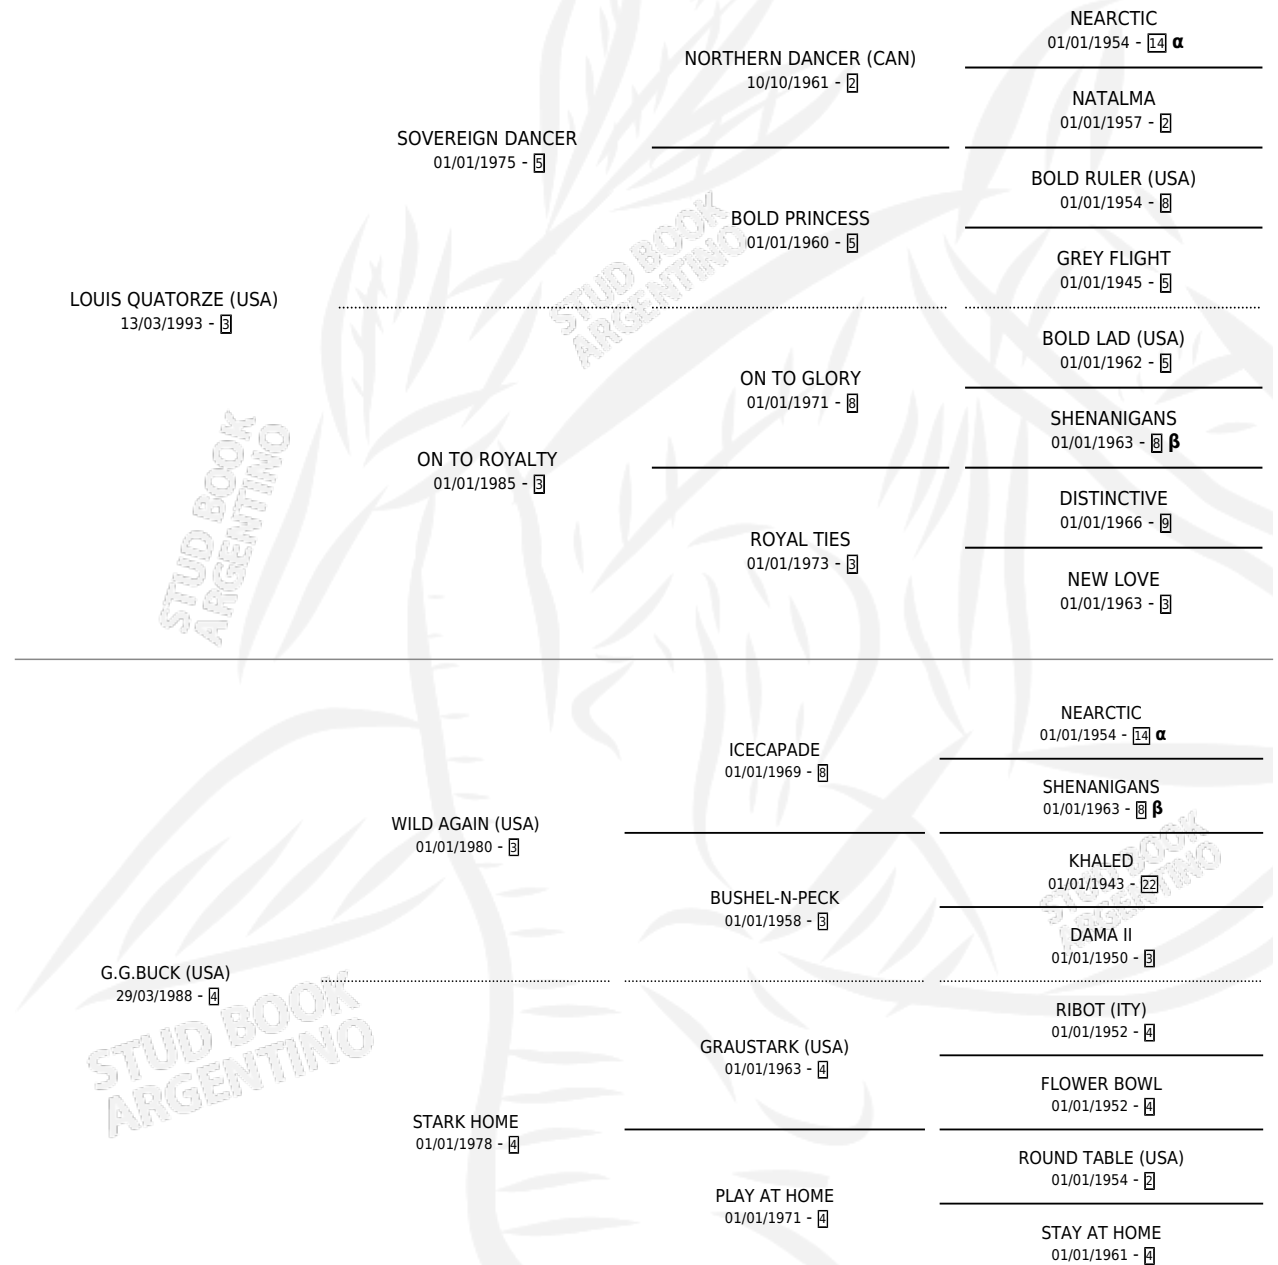 NEARCTIC
01/01/1954 - 14 α
NORTHERN DANCER (CAN)
10/10/1961 - 2
NATALMA
01/01/1957 - 2
SOVEREIGN DANCER
01/01/1975 - 5
BOLD RULER (USA)
01/01/1954 - 8
BOLD PRINCESS
01/01/1960 - 5
GREY FLIGHT
01/01/1945 - 5
STUD BOOK
ARGENTINO
LOUIS QUATORZE (USA)
13/03/1993 - 3
BOLD LAD (USA)
01/01/1962 - 5
ON TO GLORY
01/01/1971 - 8
SHENANIGANS
01/01/1963 - 8 β
ON TO ROYALTY
01/01/1985 - 3
DISTINCTIVE
01/01/1966 - 9
ROYAL TIES
01/01/1973 - 3
NEW LOVE
01/01/1963 - 3
STUD BOOK
ARGENTINO
NEARCTIC
01/01/1954 - 14 α
ICECAPADE
01/01/1969 - 8
SHENANIGANS
01/01/1963 - 8 β
WILD AGAIN (USA)
01/01/1980 - 3
KHALED
01/01/1943 - 22
BUSHEL-N-PECK
01/01/1958 - 3
DAMA II
01/01/1950 - 3
STUD BOOK
ARGENTINO
G.G.BUCK (USA)
29/03/1988 - 4
RIBOT (ITY)
01/01/1952 - 4
GRAUSTARK (USA)
01/01/1963 - 4
FLOWER BOWL
01/01/1952 - 4
STARK HOME
01/01/1978 - 4
ROUND TABLE (USA)
01/01/1954 - 2
PLAY AT HOME
01/01/1971 - 4
STAY AT HOME
01/01/1961 - 4
STUD BOOK
ARGENTINO